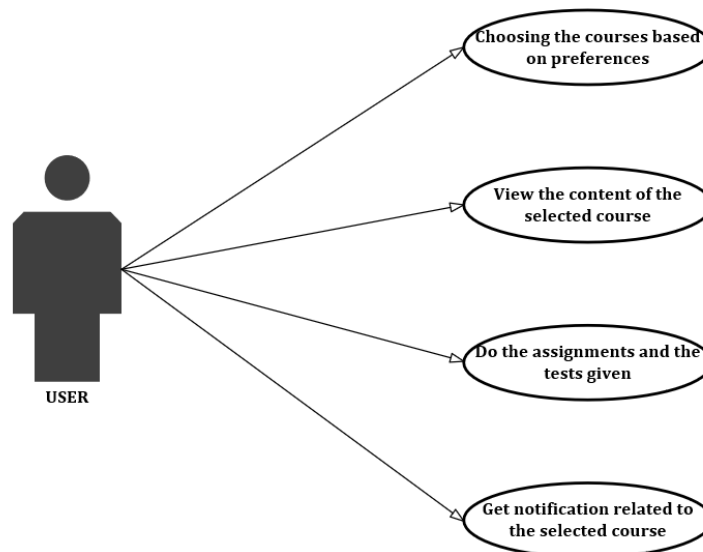 Choosing the courses based
on preferences
View the content of the
selected course
Do the assignments and the
tests given
USER
Get notification related to
the selected course